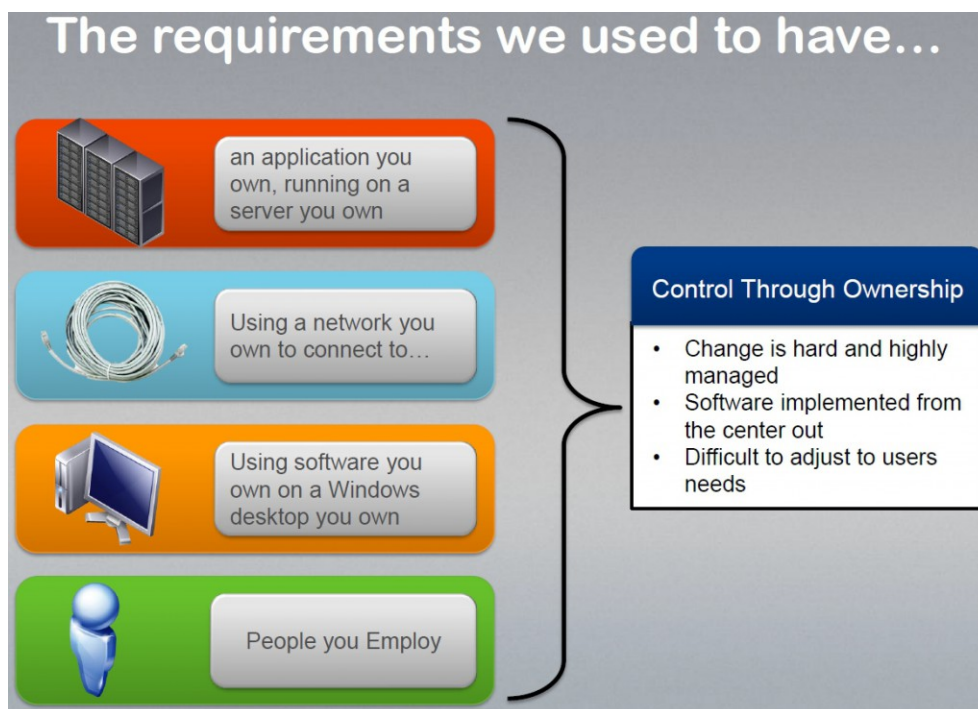 The requirements we used to have...
an application you
own, running on a
server you own
Using a network you
own to connect to...
Using software you
own on a Windows
desktop you own
People you Employ
Control Through Ownership
• Change is hard and highly
managed
• Software implemented from
the center out
• Difficult to adjust to users
needs